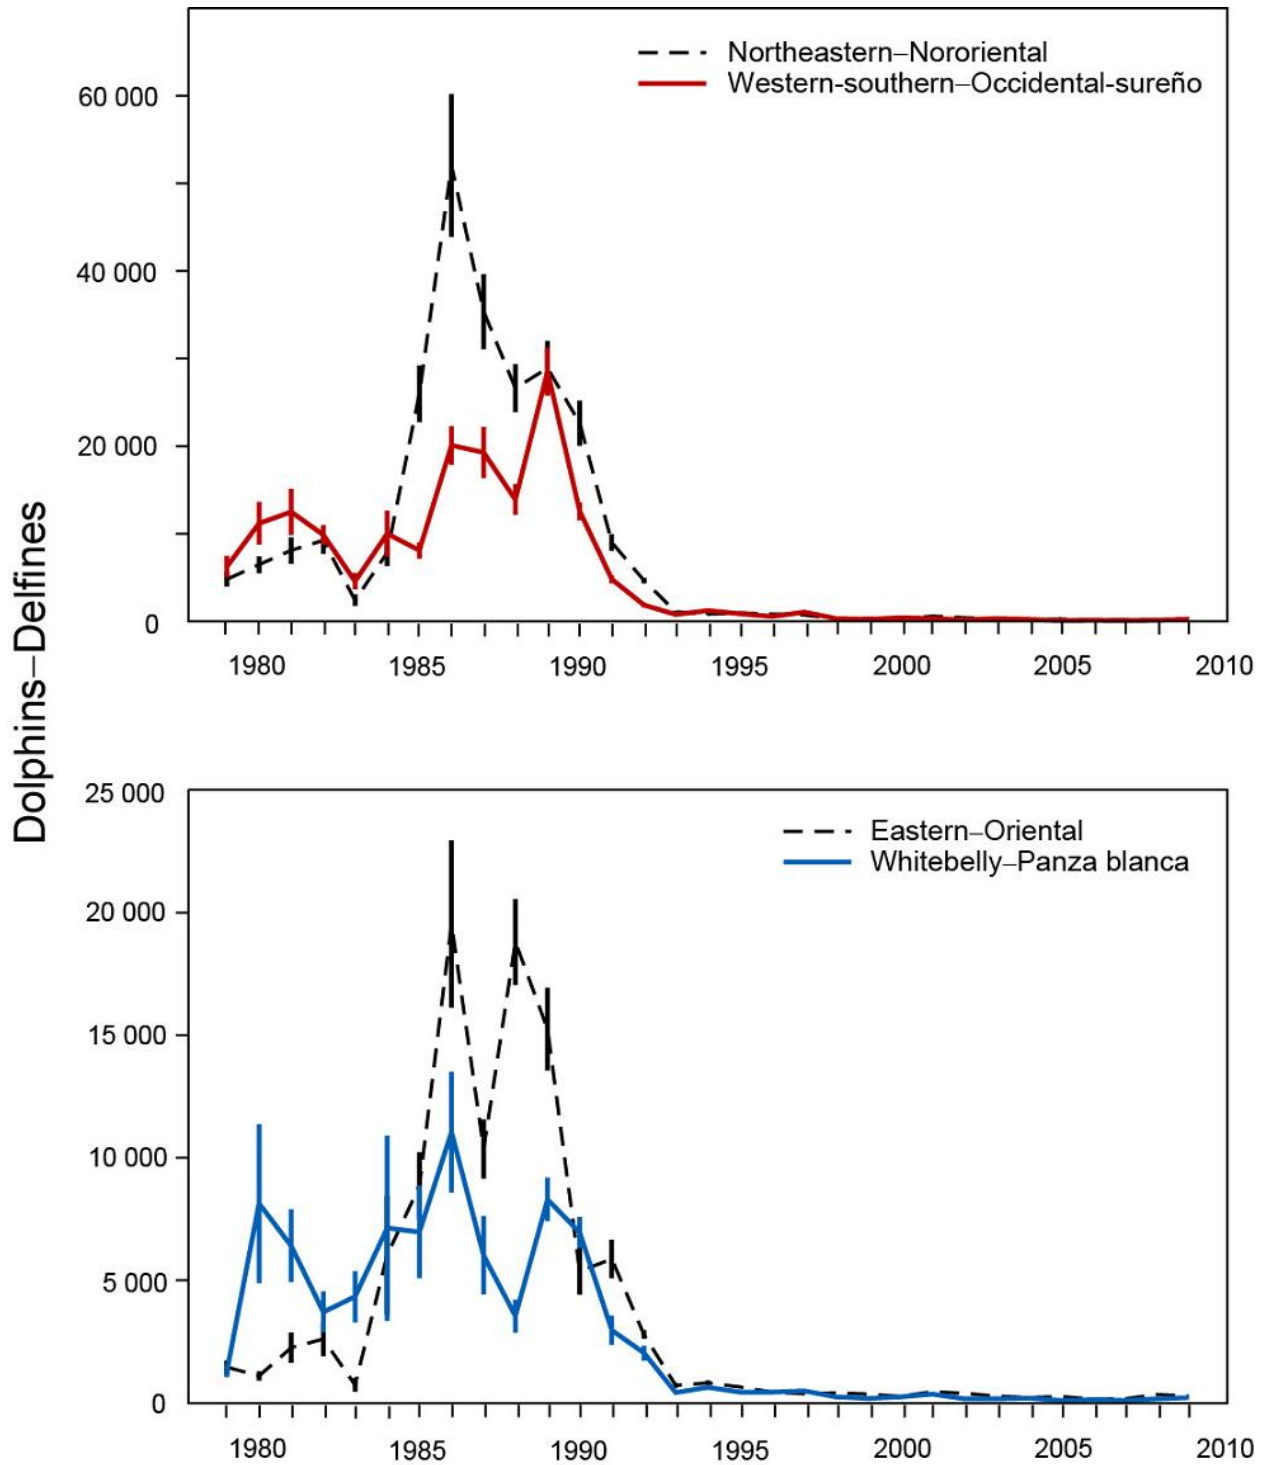 Dolphins–Delfines
Northeastern–Nororiental
Western-southern–Occidental-sureño
60 000
40 000
20 000
0
1980 1985 1990 1995 2000 2005 2010
25 000
Eastern–Oriental
Whitebelly–Panza blanca
20 000
15 000
10 000
5 000
0
1980 1985 1990 1995 2000 2005 2010